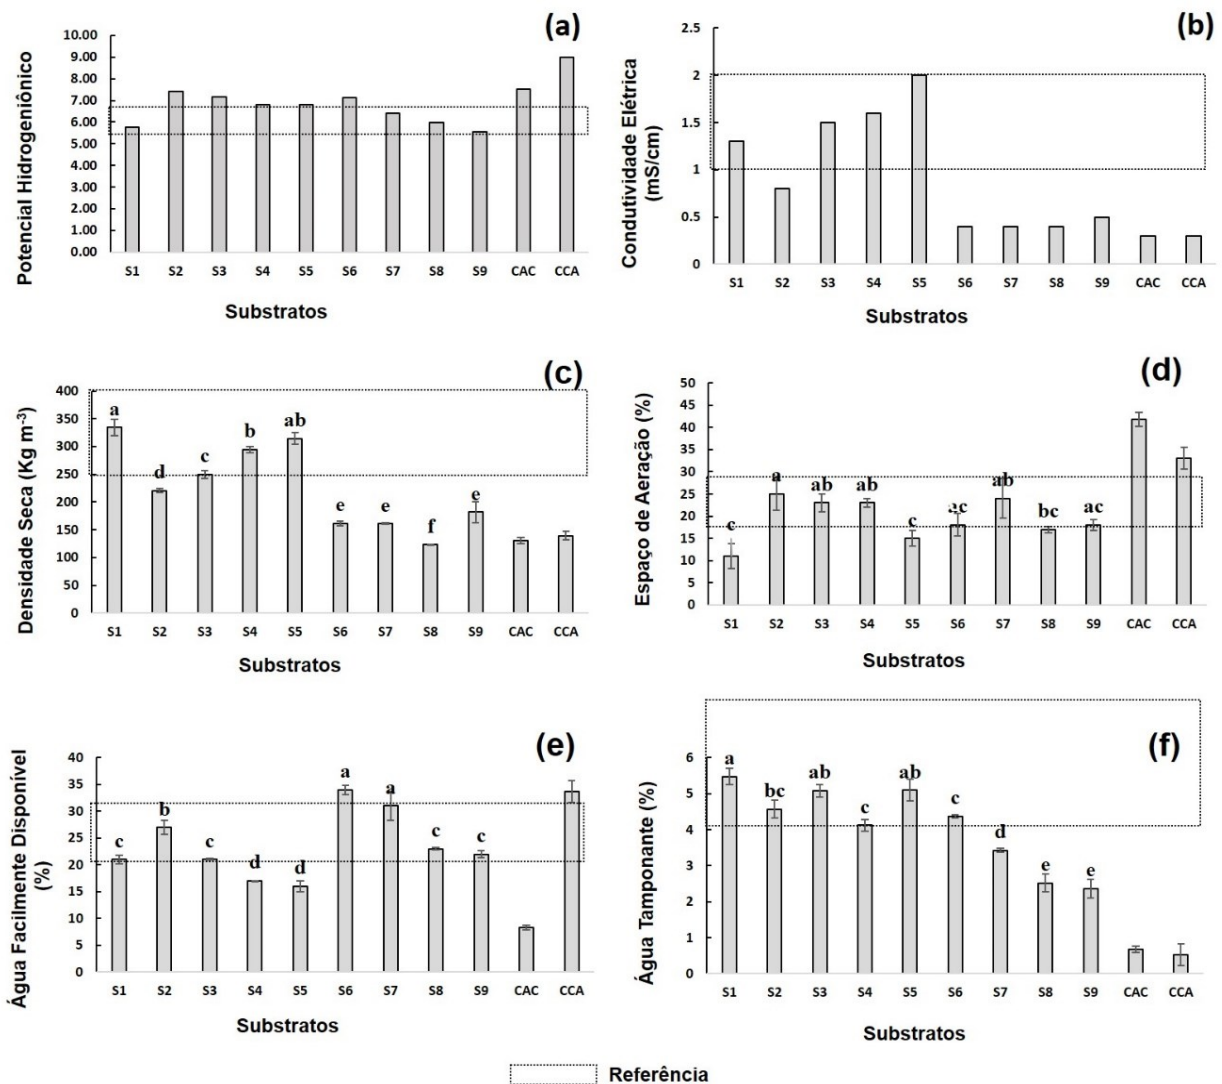 (a)
Potencial Hidrogeniônico
10.00
9.00
8.00
7.00
6.00
5.00
4.00
3.00
2.00
1.00
0.00
S1 S2 S3 S4 S5 S6 S7 S8 S9 CAC CCA
Substratos
(b)
Condutividade Elétrica
(mS/cm)
2.5
2
1.5
1
0.5
0
S1 S2 S3 S4 S5 S6 S7 S8 S9 CAC CCA
Substratos
(c)
Densidade Seca (Kg m-3)
400
350
300
250
200
150
100
50
0
a d c b ab e e f e
S1 S2 S3 S4 S5 S6 S7 S8 S9 CAC CCA
Substratos
(d)
Espaço de Aeração (%)
50
45
40
35
30
25
20
15
10
5
0
c a ab ab c ac ab bc ac
S1 S2 S3 S4 S5 S6 S7 S8 S9 CAC CCA
Substratos
(e)
Água Facilmente Disponível
(%)
40
35
30
25
20
15
10
5
0
c b c d d a a c c
S1 S2 S3 S4 S5 S6 S7 S8 S9 CAC CCA
Substratos
(f)
Água Tamponante (%)
6
5
4
3
2
1
0
a bc ab c ab c d e e
S1 S2 S3 S4 S5 S6 S7 S8 S9 CAC CCA
Substratos
Referência